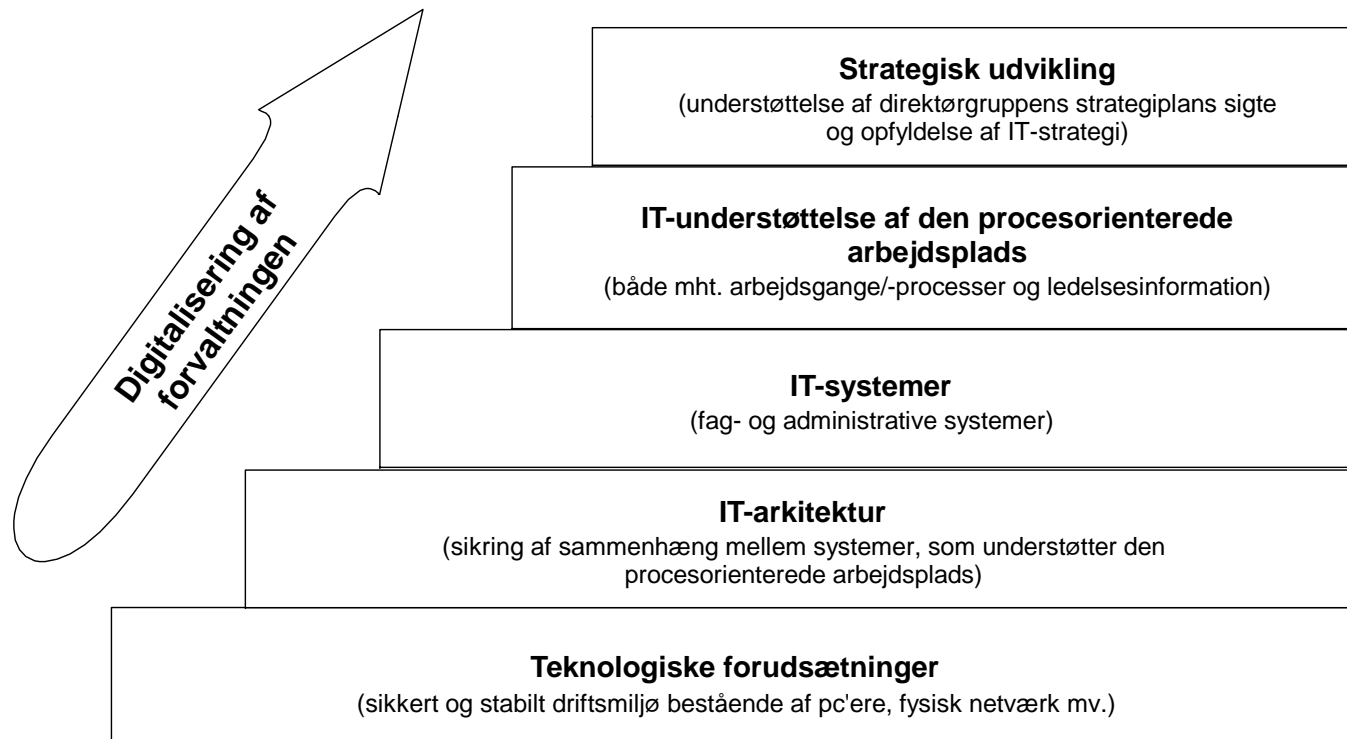 Digitalisering af
forvaltningen
Strategisk udvikling
(understøttelse af direktørgruppens strategiplans sigte
og opfyldelse af IT-strategi)
IT-understøttelse af den procesorienterede
arbejdsplads
(både mht. arbejdsgange/-processer og ledelsesinformation)
IT-systemer
(fag- og administrative systemer)
IT-arkitektur
(sikring af sammenhæng mellem systemer, som understøtter den
procesorienterede arbejdsplads)
Teknologiske forudsætninger
(sikkert og stabilt driftsmiljø bestående af pc'ere, fysisk netværk mv.)